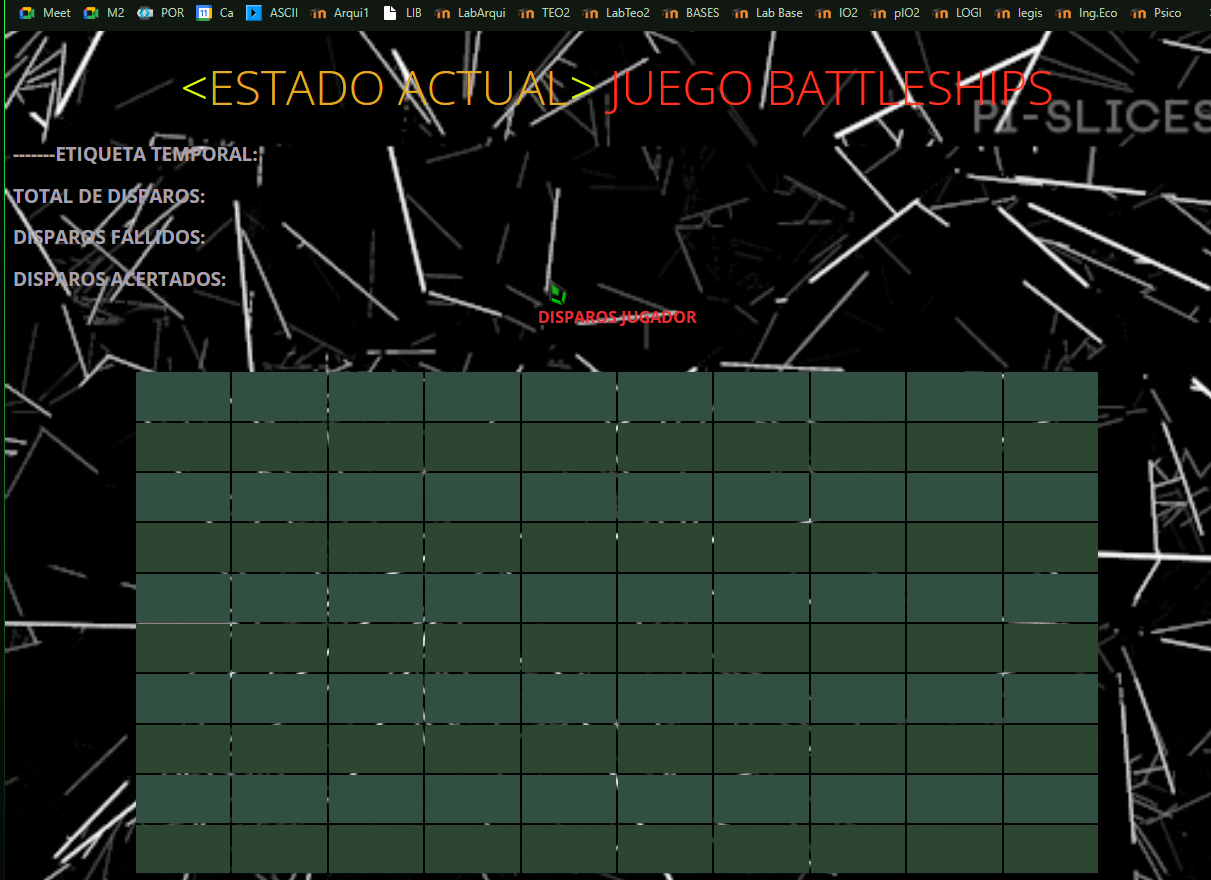 Meet M2 POR 11 Ca ASCII Arqui1 LIB LabArqui TEO2 LabTeo2 BASES Lab Base IO2 pIO2 LOGI legis Ing.Eco Psico
<ESTADO ACTUAL> JUEGO BATTLESHIPS
PI-SLICES
-------ETIQUETA TEMPORAL:
TOTAL DE DISPAROS:
DISPAROS FALLIDOS:
DISPAROS ACERTADOS:
DISPAROS JUGADOR